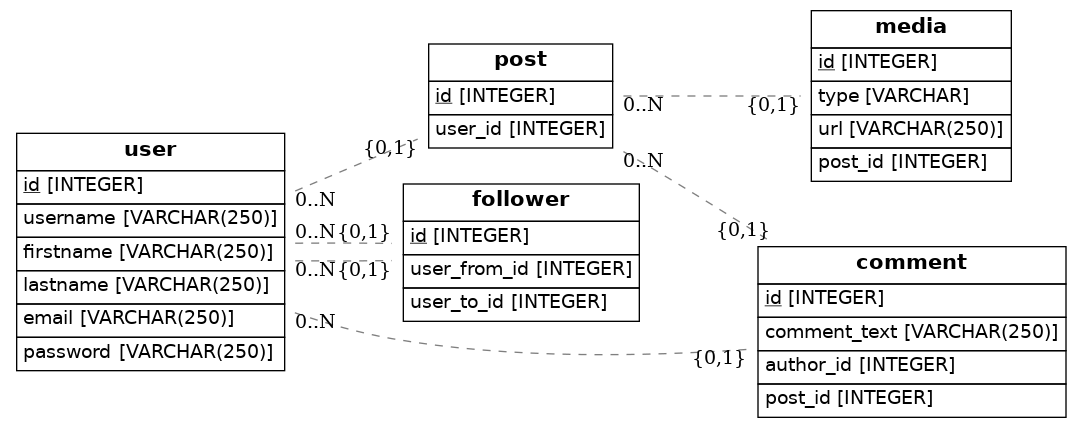 user
id [INTEGER]
username [VARCHAR(250)]
firstname [VARCHAR(250)]
lastname [VARCHAR(250)]
email [VARCHAR(250)]
password [VARCHAR(250)]
post
id [INTEGER]
user_id [INTEGER]
follower
id [INTEGER]
user_from_id [INTEGER]
user_to_id [INTEGER]
media
id [INTEGER]
type [VARCHAR]
url [VARCHAR(250)]
post_id [INTEGER]
comment
id [INTEGER]
comment_text [VARCHAR(250)]
author_id [INTEGER]
post_id [INTEGER]
{0,1}
0..N
0..N {0,1}
0..N {0,1}
0..N
{0,1}
0..N
{0,1}
0..N
{0,1}